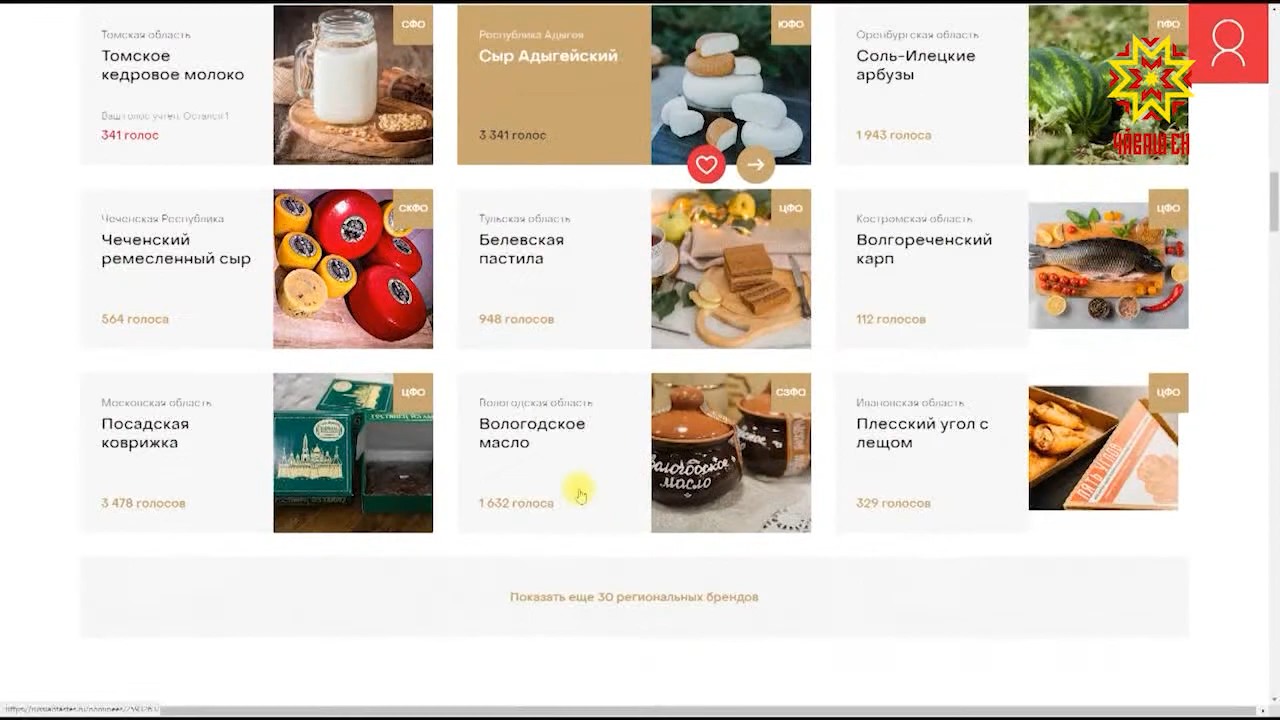 Томская область
Томское
кедровое молоко
Ваш голос учтен. Остался 1
341 голос
СФО
Республика Адыгея
Сыр Адыгейский
3 341 голос
ЮФО
Оренбургская область
Соль-Илецкие
арбузы
1 943 голоса
ПФО
ЧӐВАШ ЕН
Чеченская Республика
Чеченский
ремесленный сыр
564 голоса
СКФО
Тульская область
Белевская
пастила
948 голосов
ЦФО
Костромская область
Волгореченский
карп
112 голосов
ЦФО
Московская область
Посадская
коврижка
3 478 голосов
ЦФО
Вологодская область
Вологодское
масло
1 632 голоса
СЗФО
Вологодское
масло
Ивановская область
Плесский угол с
лещом
329 голосов
ЦФО
Показать еще 30 региональных брендов